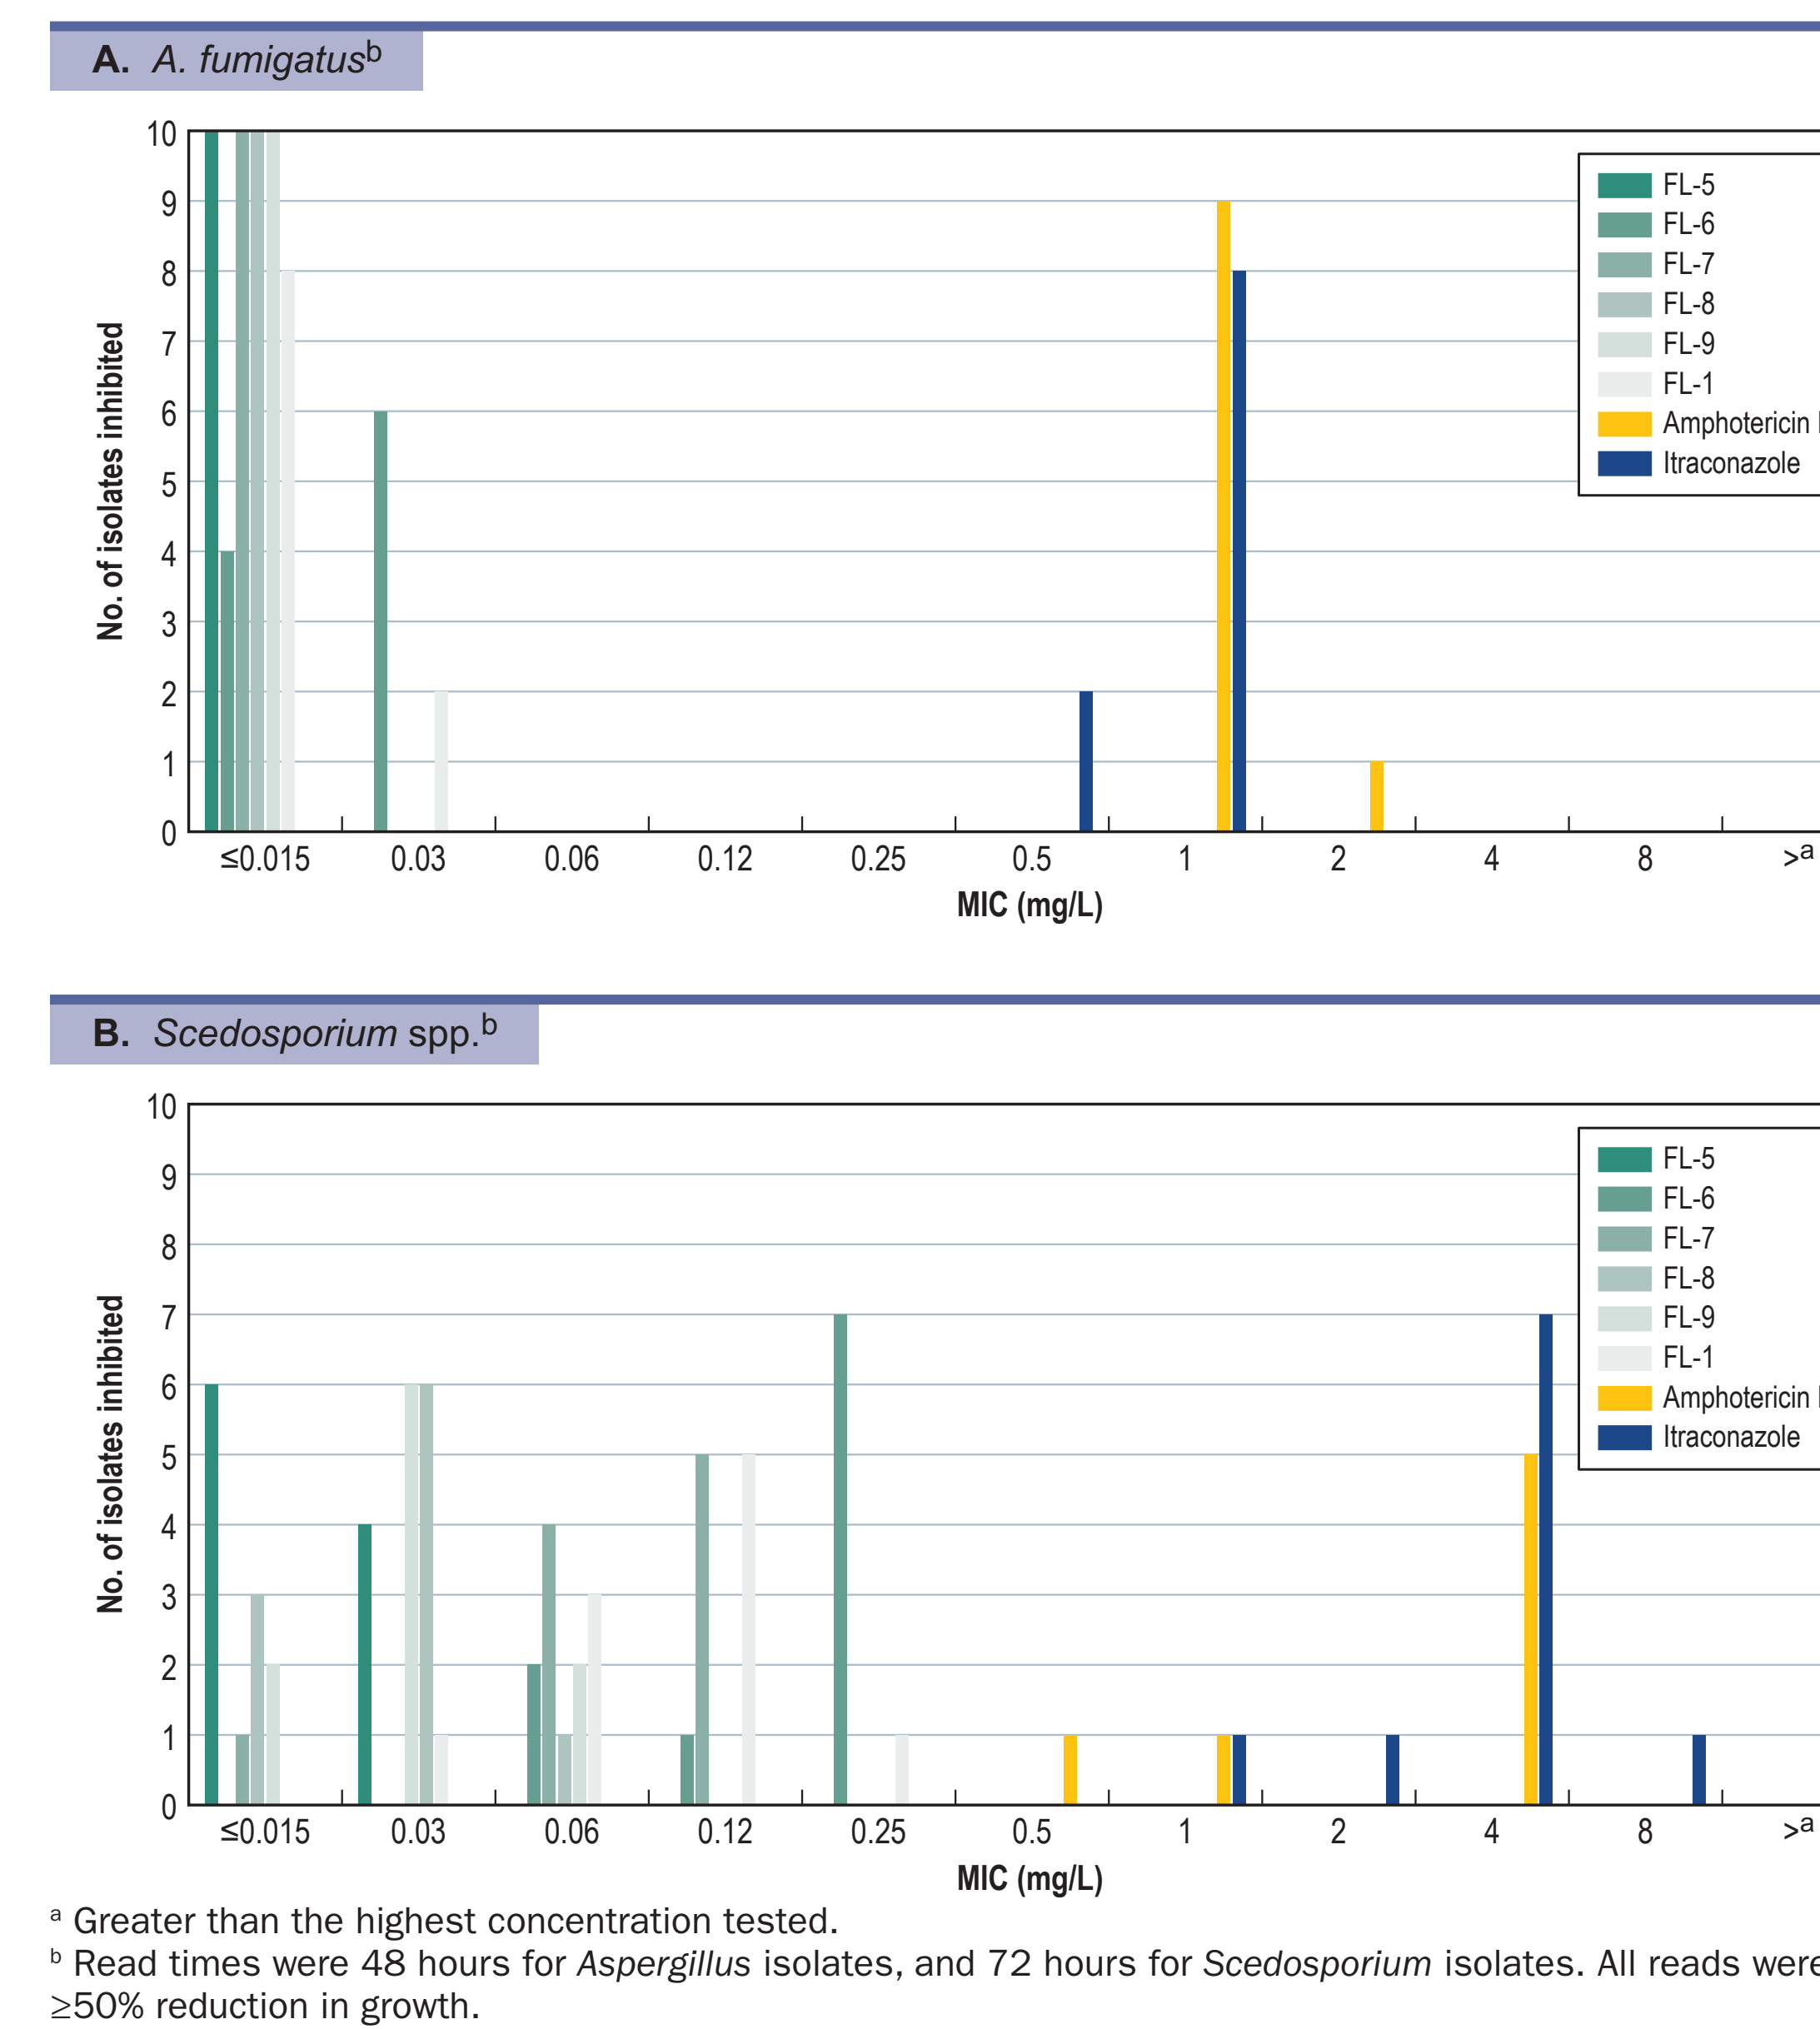 A. A. fumigatusᵇ
10
9
8
7
6
5
4
3
2
1
0
No. of isolates inhibited
FL-5
FL-6
FL-7
FL-8
FL-9
FL-1
Amphotericin
Itraconazole
≤0.015 0.03 0.06 0.12 0.25 0.5 1 2 4 8 >ᵃ
MIC (mg/L)
B. Scedosporium spp.ᵇ
10
9
8
7
6
5
4
3
2
1
0
No. of isolates inhibited
FL-5
FL-6
FL-7
FL-8
FL-9
FL-1
Amphotericin
Itraconazole
≤0.015 0.03 0.06 0.12 0.25 0.5 1 2 4 8 >ᵃ
MIC (mg/L)
ᵃ Greater than the highest concentration tested.
ᵇ Read times were 48 hours for Aspergillus isolates, and 72 hours for Scedosporium isolates. All reads were
≥50% reduction in growth.